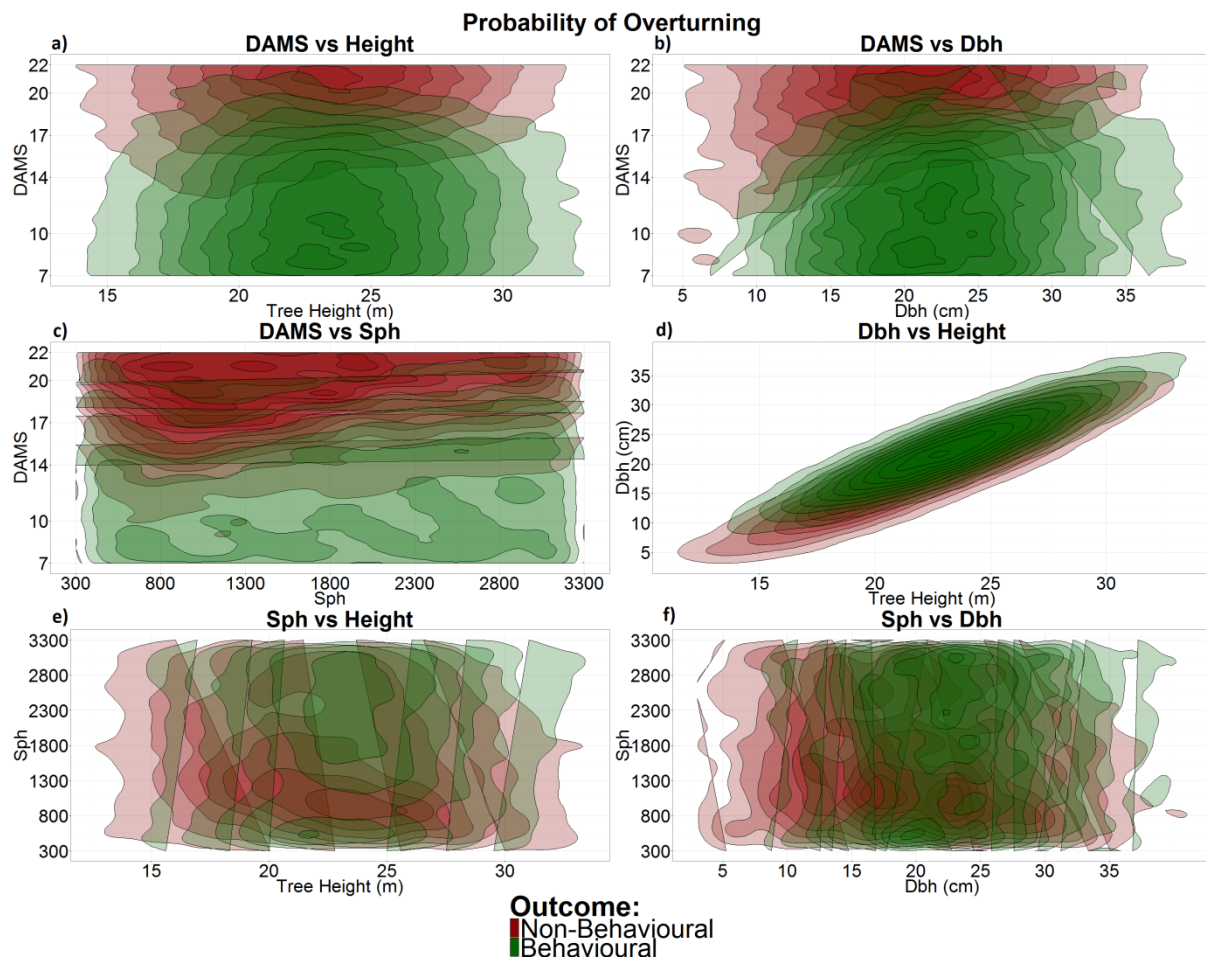 Probability of Overturning
a) DAMS vs Height
22
20
17
14
10
7
DAMS
15 20 25 30
Tree Height (m)
b) DAMS vs Dbh
22
20
17
14
10
7
DAMS
5 10 15 20 25 30 35
Dbh (cm)
c) DAMS vs Sph
22
20
17
14
10
7
DAMS
300 800 1300 1800 2300 2800 3300
Sph
d) Dbh vs Height
35
30
25
20
15
10
5
Dbh (cm)
15 20 25 30
Tree Height (m)
e) Sph vs Height
3300
2800
2300
1800
1300
800
300
Sph
15 20 25 30
Tree Height (m)
f) Sph vs Dbh
3300
2800
2300
1800
1300
800
300
Sph
5 10 15 20 25 30 35
Dbh (cm)
Outcome:
Non-Behavioural
Behavioural